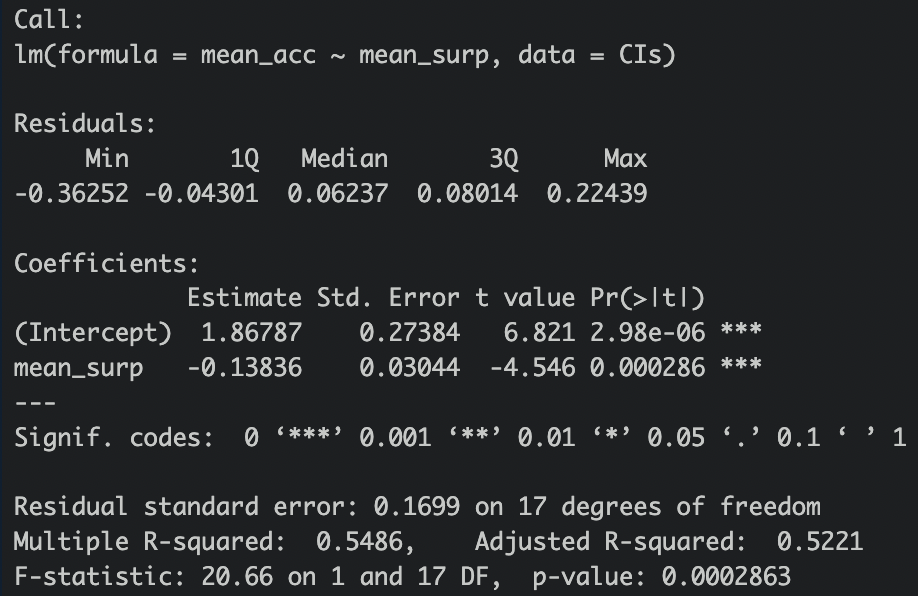 Call:
lm(formula = mean_acc ~ mean_surp, data = CIs)

Residuals:
     Min       1Q   Median       3Q      Max
-0.36252 -0.04301  0.06237  0.08014  0.22439

Coefficients:
            Estimate Std. Error t value Pr(>|t|)
(Intercept)  1.86787    0.27384   6.821 2.98e-06 ***
mean_surp   -0.13836    0.03044  -4.546 0.000286 ***
---
Signif. codes:  0 ‘***’ 0.001 ‘**’ 0.01 ‘*’ 0.05 ‘.’ 0.1 ‘ ’ 1

Residual standard error: 0.1699 on 17 degrees of freedom
Multiple R-squared:  0.5486,	Adjusted R-squared:  0.5221
F-statistic: 20.66 on 1 and 17 DF,  p-value: 0.0002863